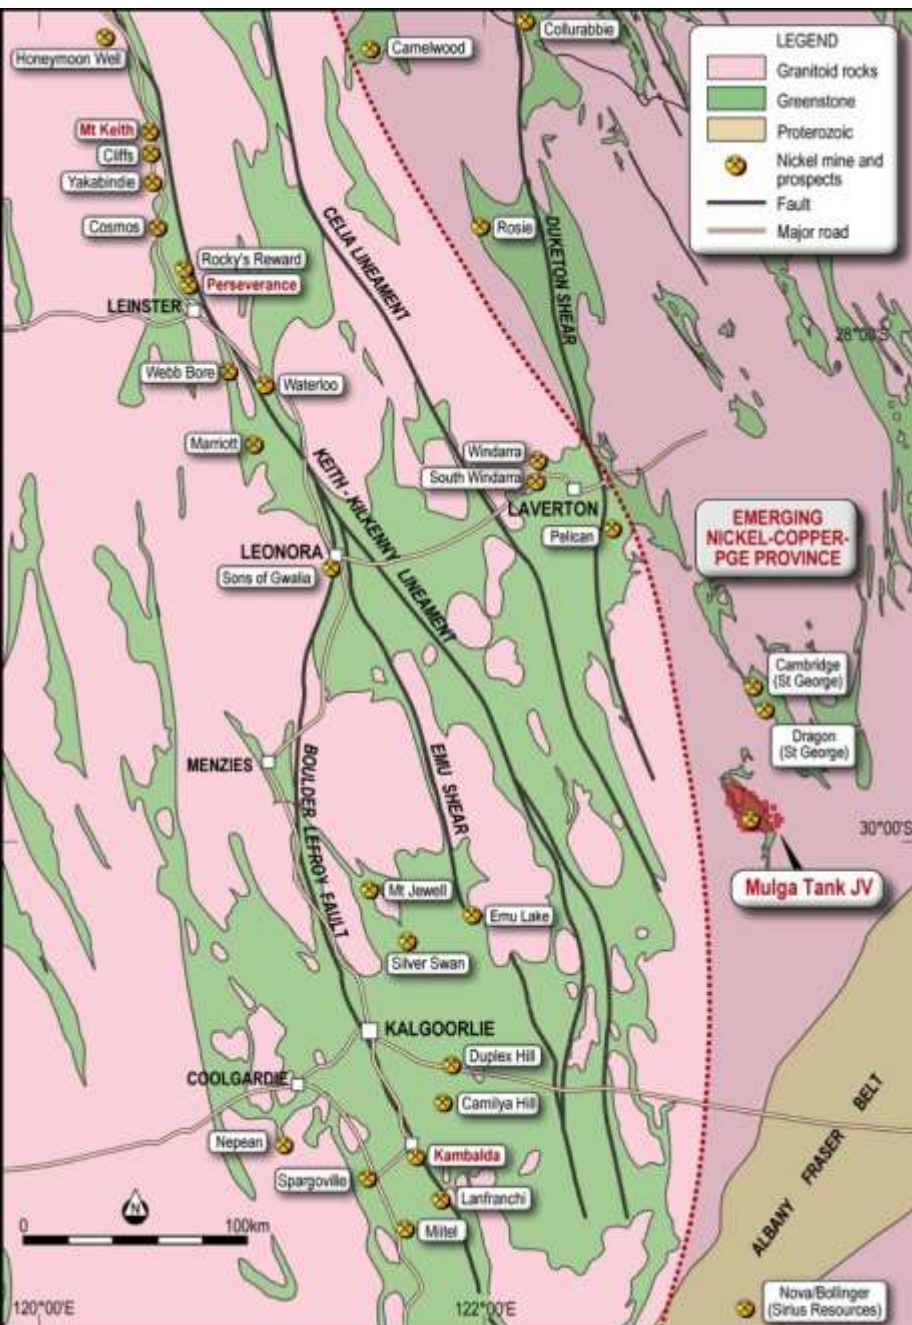 Honeymoon Well
Camelwood
Collurabbie
LEGEND
Granitoid rocks
Greenstone
Proterozoic
Nickel mine and
prospects
Fault
Major road
Mt Keith
Cliffs
Yakabindie
Cosmos
Rocky's Reward
Perseverance
LEINSTER
CELIA LINEAMENT
Rosie
DUKETON SHEAR
28°00'S
Webb Bore
Waterloo
Marriott
KEITH - KILKENNY
LINEAMENT
Windarra
South Windarra
LAVERTON
Pelican
EMERGING
NICKEL-COPPER-
PGE PROVINCE
LEONORA
Sons of Gwalia
Cambridge
(St George)
Dragon
(St George)
MENZIES
BOULDER LEFROY FAULT
EMU SHEAR
30°00'S
Mulga Tank JV
Mt Jewell
Emu Lake
Silver Swan
KALGOORLIE
Duplex Hill
COOLGARDIE
Camilya Hill
Nepean
Kambalda
Spargoville
Lanfranchi
Miitel
ALBANY FRASER BELT
N
0 100km
120°00'E
122°00'E
Nova/Bollinger
(Sirius Resources)